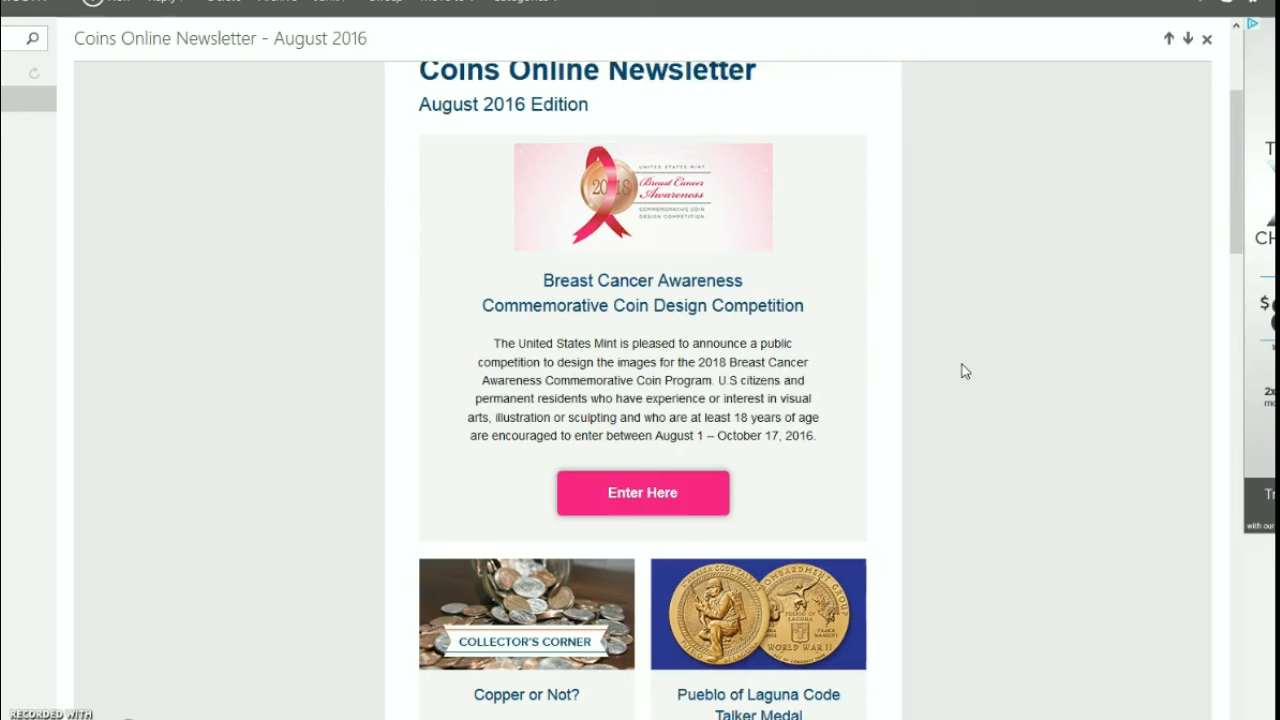 Coins Online Newsletter - August 2016
Coins Online Newsletter
August 2016 Edition
UNITED STATES MINT
2018
Breast Cancer
Awareness
COMMEMORATIVE COIN
DESIGN COMPETITION
Breast Cancer Awareness
Commemorative Coin Design Competition
The United States Mint is pleased to announce a public
competition to design the images for the 2018 Breast Cancer
Awareness Commemorative Coin Program. U.S citizens and
permanent residents who have experience or interest in visual
arts, illustration or sculpting and who are at least 18 years of age
are encouraged to enter between August 1 – October 17, 2016.
Enter Here
COLLECTOR'S CORNER
PUEBLO OF
LAGUNA
WORLD WAR II
Copper or Not?
Pueblo of Laguna Code
Talker Medal
with our
RECORDED WITH